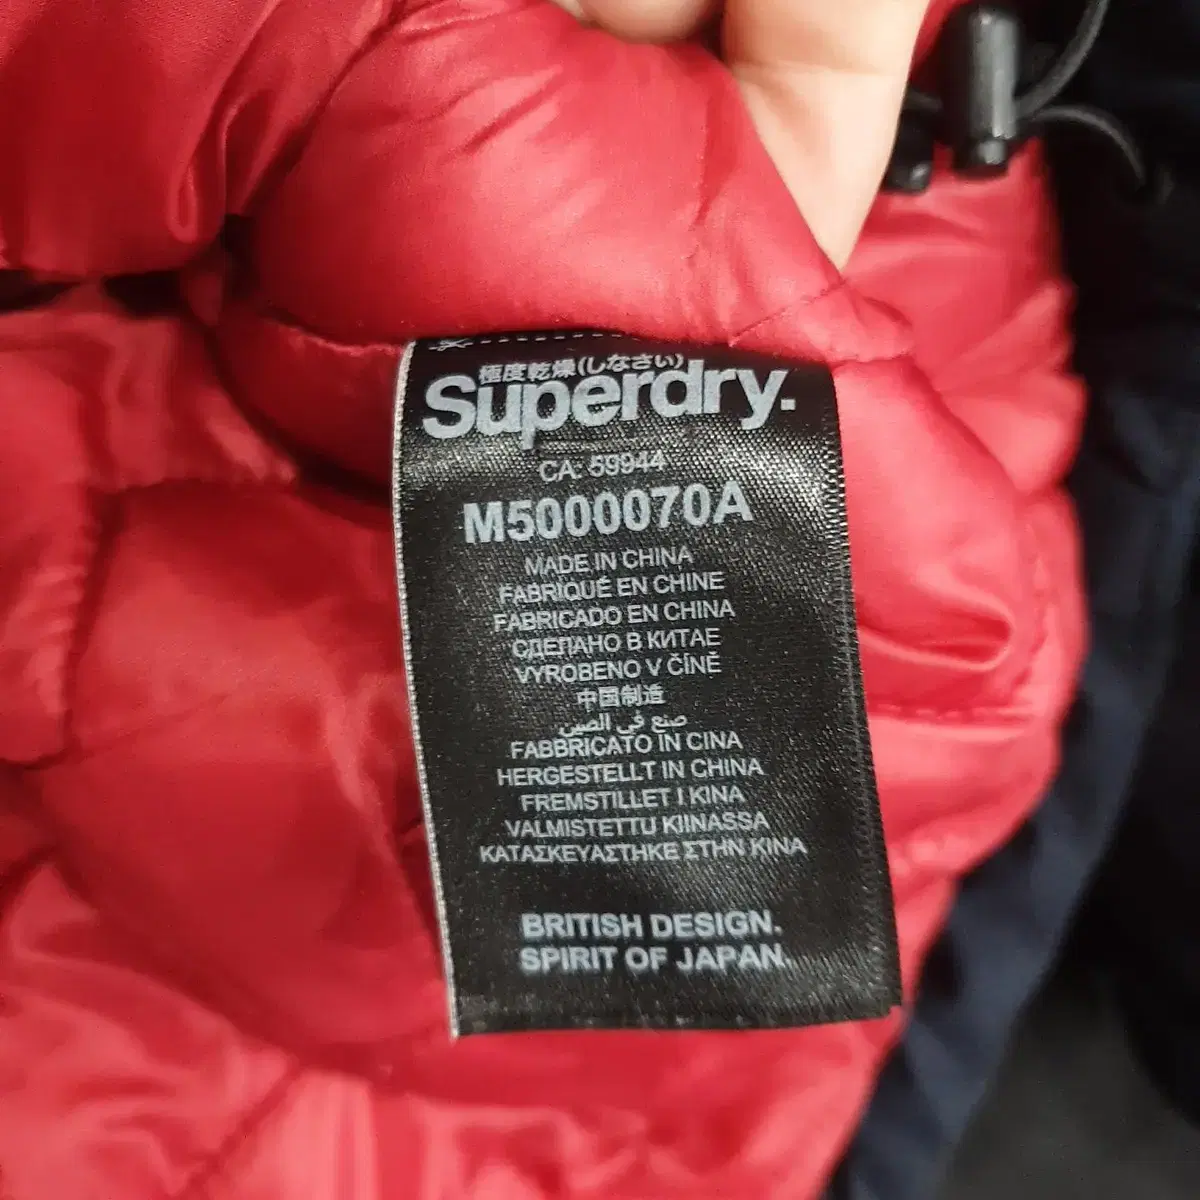 極度乾燥(しなさい)
Superdry.
CA: 59944
M5000070A
MADE IN CHINA
FABRIQUÉ EN CHINE
FABRICADO EN CHINA
СДЕЛАНО В КИТАЕ
VYROBENO V ČÍNĚ
中国制造
صنع في الصين
FABBRICATO IN CINA
HERGESTELLT IN CHINA
FREMSTILLET I KINA
VALMISTETTU KIINASSA
ΚΑΤΑΣΚΕΥΑΣΤΗΚΕ ΣΤΗΝ ΚΙΝΑ
BRITISH DESIGN.
SPIRIT OF JAPAN.